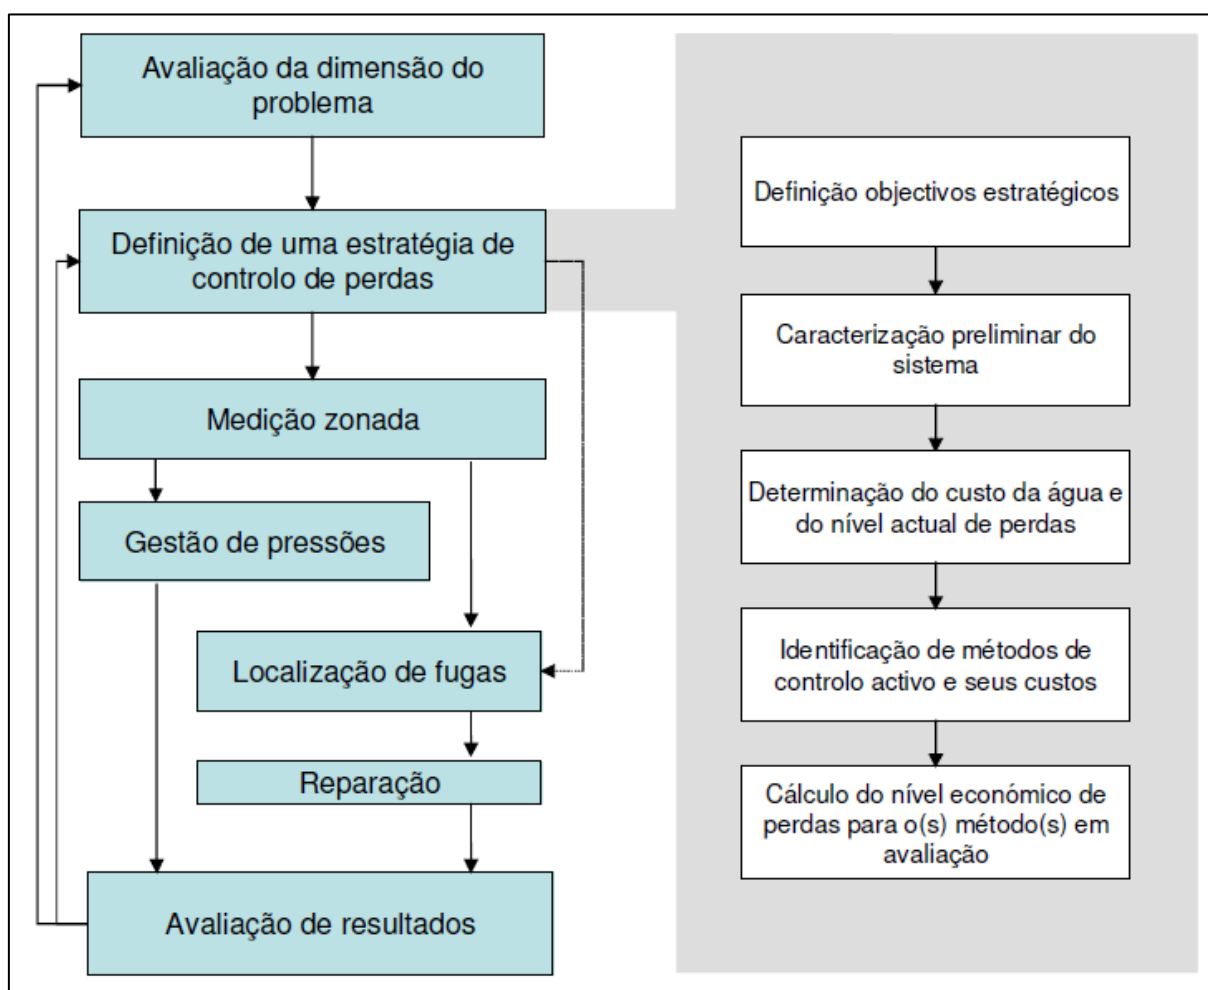 Avaliação da dimensão do
problema
Definição de uma estratégia de
controlo de perdas
Medição zonada
Gestão de pressões
Localização de fugas
Reparação
Avaliação de resultados
Definição objectivos estratégicos
Caracterização preliminar do
sistema
Determinação do custo da água e
do nível actual de perdas
Identificação de métodos de
controlo activo e seus custos
Cálculo do nível económico de
perdas para o(s) método(s) em
avaliação